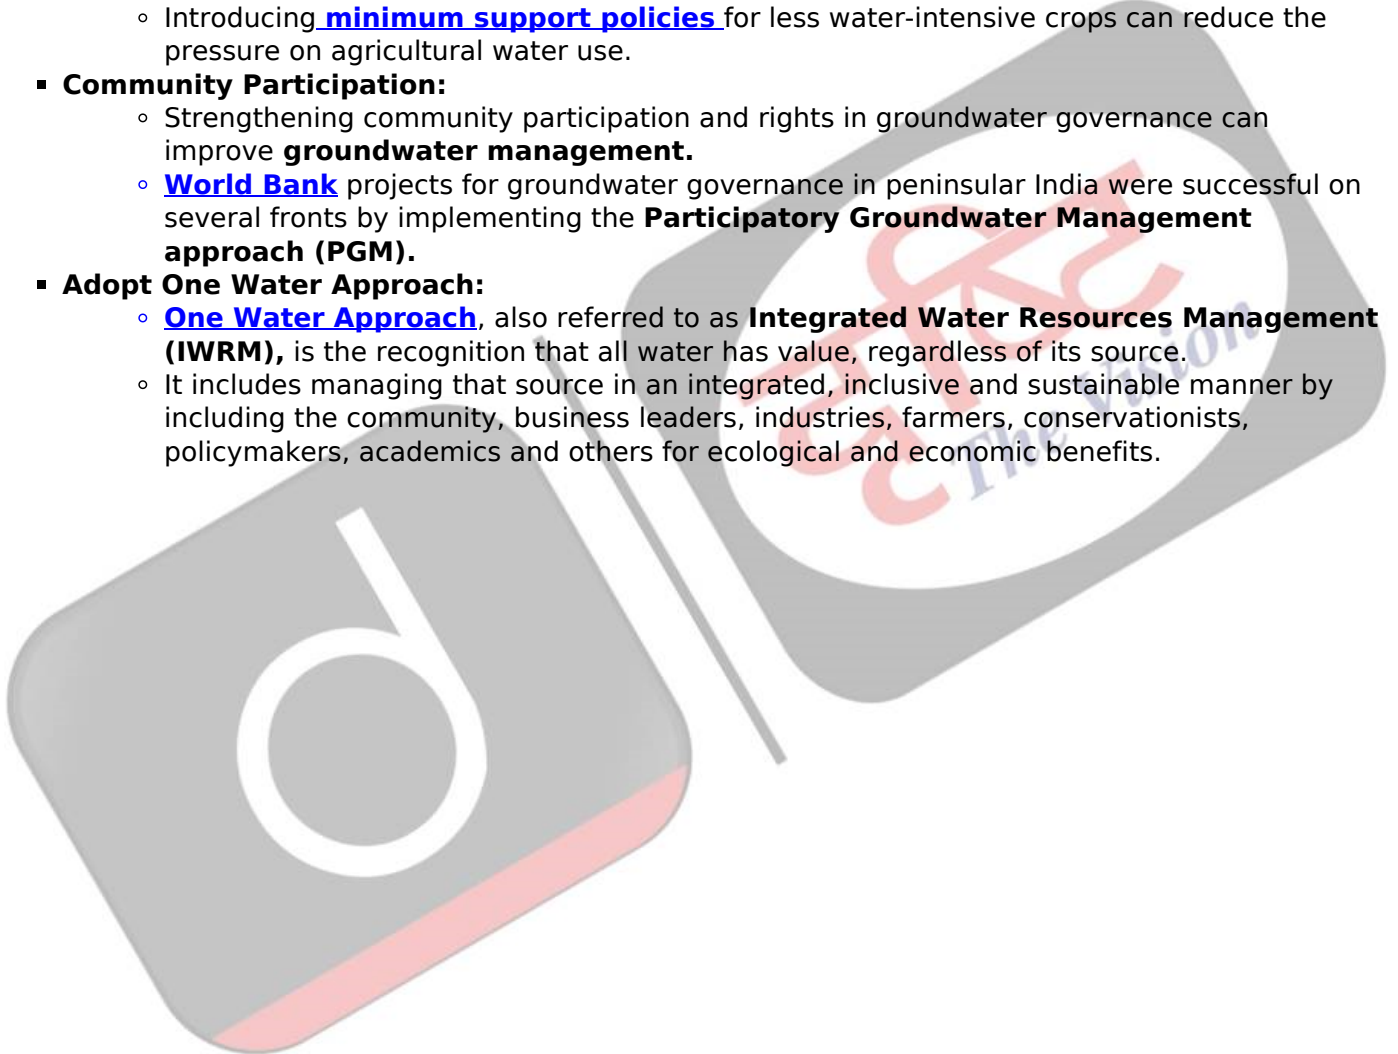 ◦ Introducing minimum support policies for less water-intensive crops can reduce the
pressure on agricultural water use.
▪ Community Participation:
◦ Strengthening community participation and rights in groundwater governance can
improve groundwater management.
◦ World Bank projects for groundwater governance in peninsular India were successful on
several fronts by implementing the Participatory Groundwater Management
approach (PGM).
▪ Adopt One Water Approach:
◦ One Water Approach, also referred to as Integrated Water Resources Management
(IWRM), is the recognition that all water has value, regardless of its source.
◦ It includes managing that source in an integrated, inclusive and sustainable manner by
including the community, business leaders, industries, farmers, conservationists,
policymakers, academics and others for ecological and economic benefits.
d
दृष्टि
The Vision